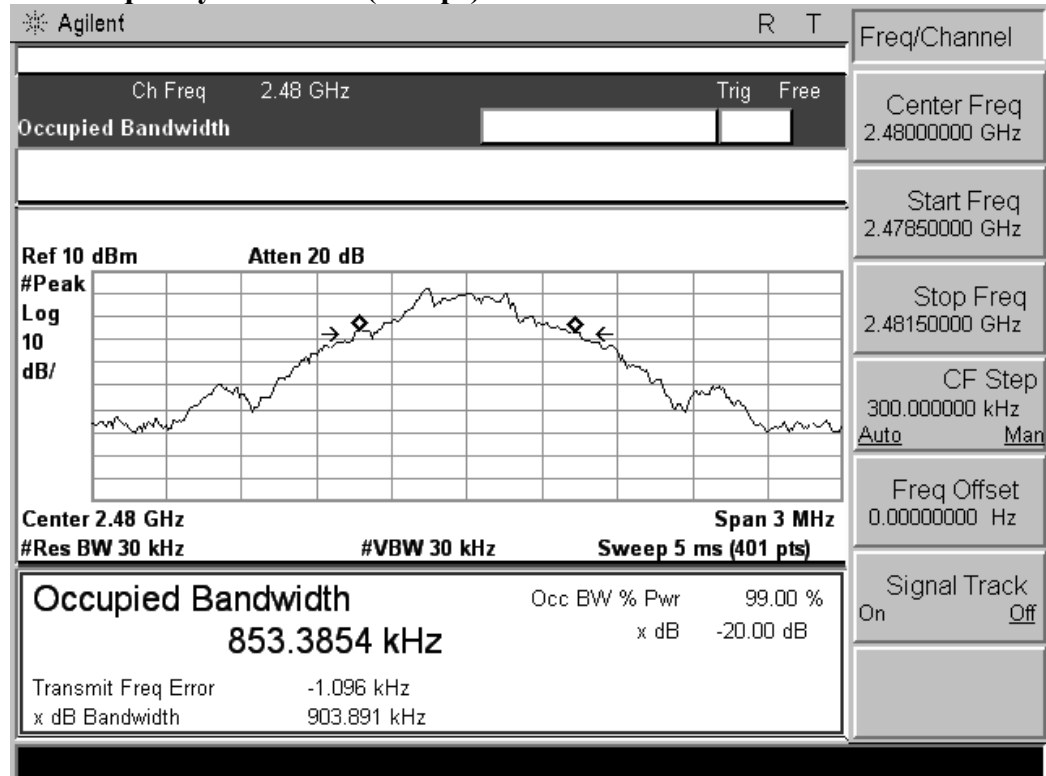 Agilent R T
Ch Freq 2.48 GHz Trig Free
Occupied Bandwidth
Ref 10 dBm Atten 20 dB
#Peak
Log
10
dB/
Center 2.48 GHz Span 3 MHz
#Res BW 30 kHz #VBW 30 kHz Sweep 5 ms (401 pts)
Occupied Bandwidth Occ BW % Pwr 99.00 %
853.3854 kHz x dB -20.00 dB
Transmit Freq Error -1.096 kHz
x dB Bandwidth 903.891 kHz
Freq/Channel
Center Freq
2.48000000 GHz
Start Freq
2.47850000 GHz
Stop Freq
2.48150000 GHz
CF Step
300.000000 kHz
Auto Man
Freq Offset
0.00000000 Hz
Signal Track
On Off